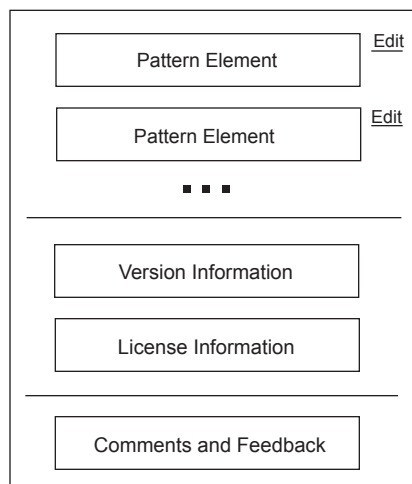 Edit
Pattern Element
Edit
Pattern Element
...
Version Information
License Information
Comments and Feedback